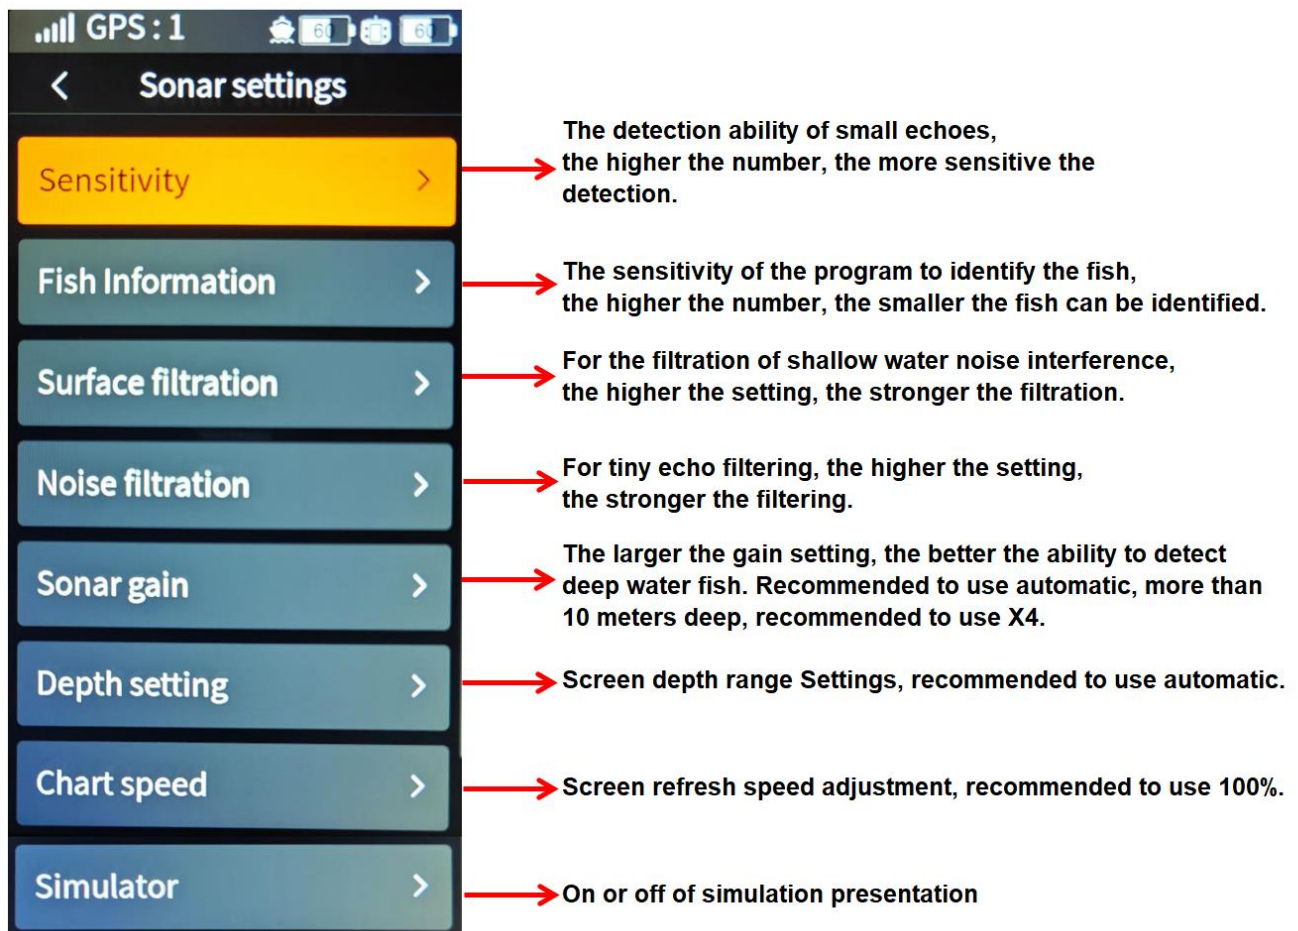 GPS : 1
60
60
Sonar settings
Sensitivity
The detection ability of small echoes,
the higher the number, the more sensitive the
detection.
Fish Information
The sensitivity of the program to identify the fish,
the higher the number, the smaller the fish can be identified.
Surface filtration
For the filtration of shallow water noise interference,
the higher the setting, the stronger the filtration.
Noise filtration
For tiny echo filtering, the higher the setting,
the stronger the filtering.
Sonar gain
The larger the gain setting, the better the ability to detect
deep water fish. Recommended to use automatic, more than
10 meters deep, recommended to use X4.
Depth setting
Screen depth range Settings, recommended to use automatic.
Chart speed
Screen refresh speed adjustment, recommended to use 100%.
Simulator
On or off of simulation presentation